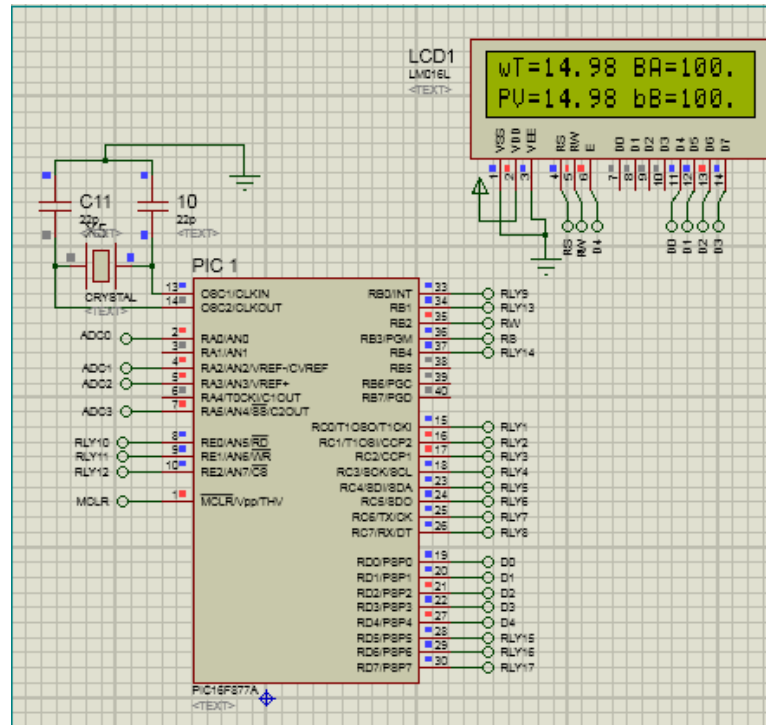 LCD1
LM016L
<TEXT>
wT=14.98 BA=100.
PV=14.98 bB=100.
VSS VDD VEE RS RW E D0 D1 D2 D3 D4 D5 D6 D7
1 2 3 4 5 6 7 8 9 10 11 12 13 14
RS RW D4 D0 D1 D2 D3
C11
22p
<TEXT>
10
22p
<TEXT>
X5
CRYSTAL
<TEXT>
PIC 1
13 OSC1/CLKIN RB0/INT 33 RLY9
14 OSC2/CLKOUT RB1 34 RLY13
RB2 35 RW
ADC0 2 RA0/AN0 RB3/PGM 36 RS
3 RA1/AN1 RB4 37 RLY14
ADC1 4 RA2/AN2/VREF-/CVREF RB5 38
ADC2 5 RA3/AN3/VREF+ RB6/PGC 39
6 RA4/T0CKI/C1OUT RB7/PGD 40
ADC3 7 RA5/AN4/SS/C2OUT
RC0/T1OSO/T1CKI 15 RLY1
RLY10 8 RE0/AN5/RD RC1/T1OSI/CCP2 16 RLY2
RLY11 9 RE1/AN6/WR RC2/CCP1 17 RLY3
RLY12 10 RE2/AN7/CS RC3/SCK/SCL 18 RLY4
RC4/SDI/SDA 23 RLY5
MCLR 1 MCLR/Vpp/THV RC5/SDO 24 RLY6
RC6/TX/CK 25 RLY7
RC7/RX/DT 26 RLY8
RD0/PSP0 19 D0
RD1/PSP1 20 D1
RD2/PSP2 21 D2
RD3/PSP3 22 D3
RD4/PSP4 27 D4
RD5/PSP5 28 RLY15
RD6/PSP6 29 RLY16
RD7/PSP7 30 RLY17
PIC16F877A
<TEXT>